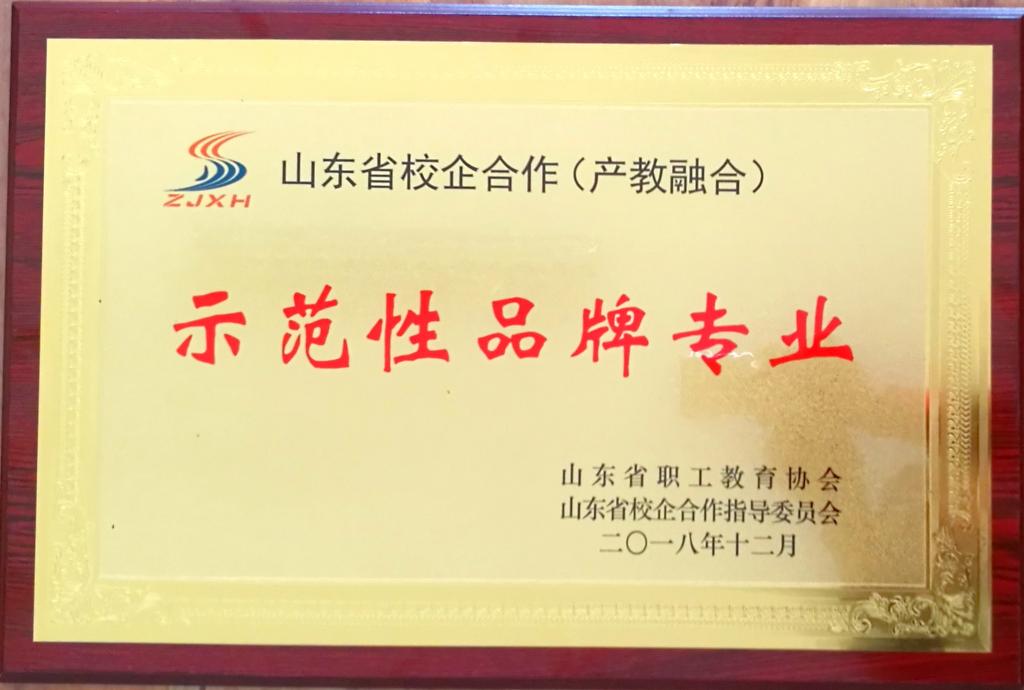 山东省校企合作（产教融合）
ZJXH
示范性品牌专业
山东省职工教育协会
山东省校企合作指导委员会
二〇一八年十二月